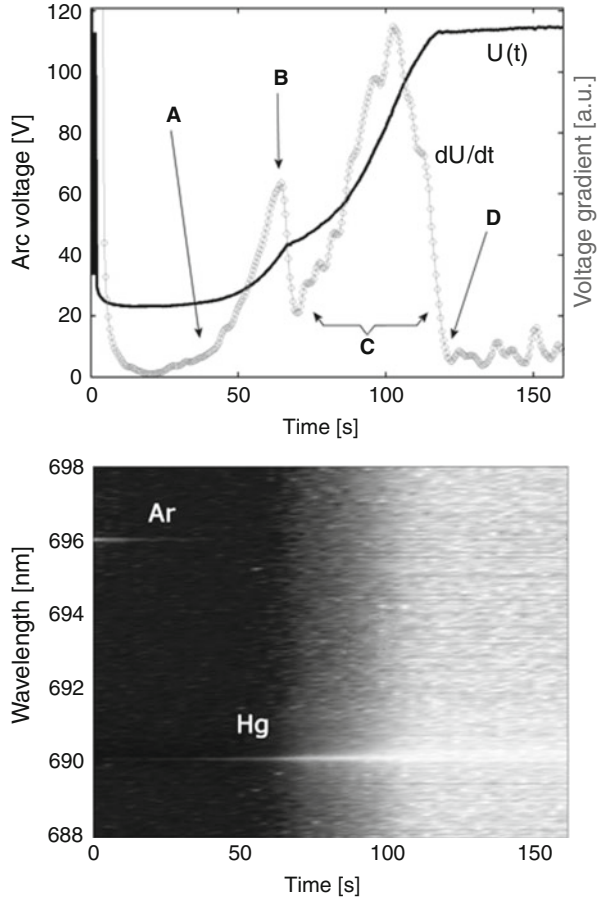 120
100
80
60
40
20
0
Arc voltage [V]
Voltage gradient [a.u.]
U(t)
dU/dt
A
B
C
D
0
50
100
150
Time [s]
698
696
694
692
690
688
Wavelength [nm]
Ar
Hg
0
50
100
150
Time [s]